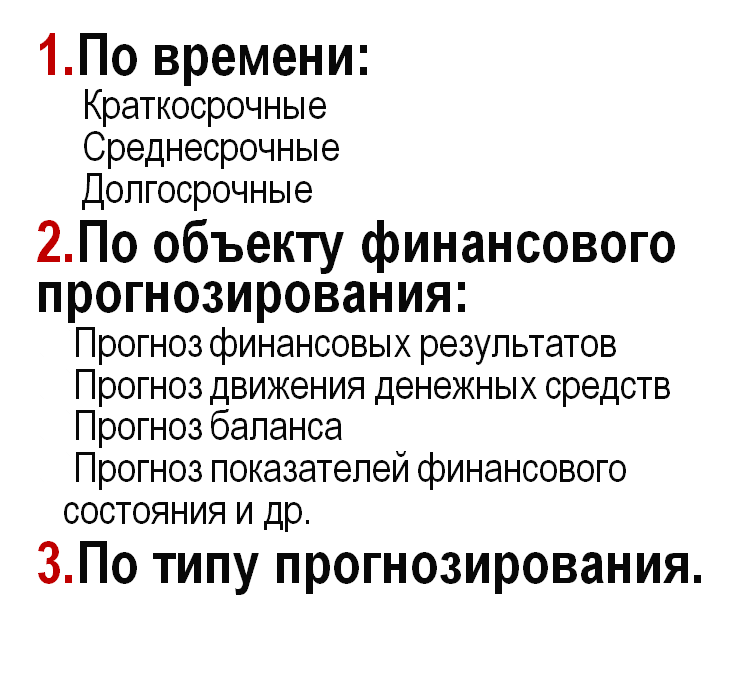 1.По времени:
Краткосрочные
Среднесрочные
Долгосрочные
2.По объекту финансового
прогнозирования:
Прогноз финансовых результатов
Прогноз движения денежных средств
Прогноз баланса
Прогноз показателей финансового
состояния и др.
3.По типу прогнозирования.